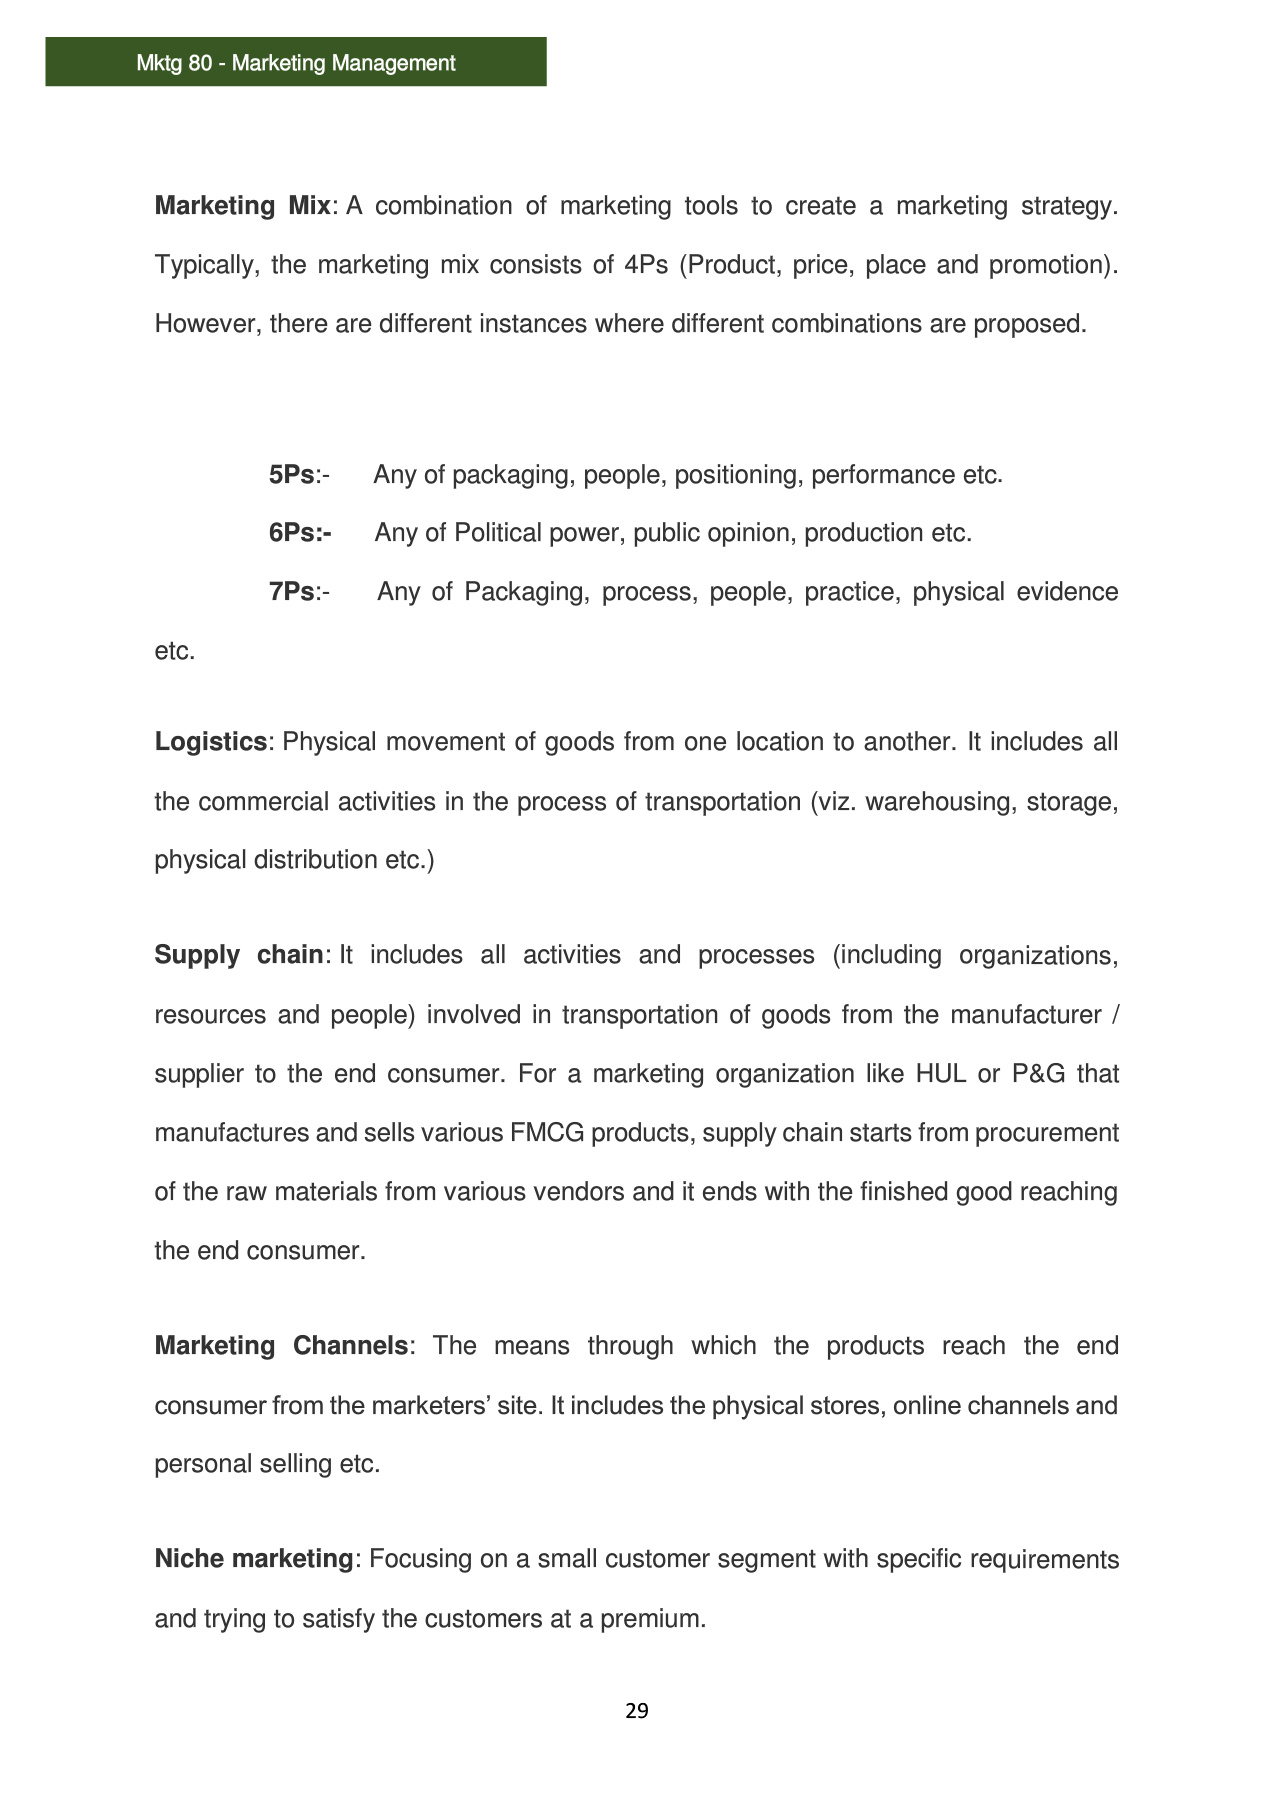 Mktg 80 - Marketing Management
Marketing Mix: A combination of marketing tools to create a marketing strategy.
Typically, the marketing mix consists of 4Ps (Product, price, place and promotion).
However, there are different instances where different combinations are proposed.
5Ps:- Any of packaging, people, positioning, performance etc.
6Ps:- Any of Political power, public opinion, production etc.
7Ps:- Any of Packaging, process, people, practice, physical evidence
etc.
Logistics: Physical movement of goods from one location to another. It includes all
the commercial activities in the process of transportation (viz. warehousing, storage,
physical distribution etc.)
Supply chain: It includes all activities and processes (including organizations,
resources and people) involved in transportation of goods from the manufacturer /
supplier to the end consumer. For a marketing organization like HUL or P&G that
manufactures and sells various FMCG products, supply chain starts from procurement
of the raw materials from various vendors and it ends with the finished good reaching
the end consumer.
Marketing Channels: The means through which the products reach the end
consumer from the marketers’ site. It includes the physical stores, online channels and
personal selling etc.
Niche marketing: Focusing on a small customer segment with specific requirements
and trying to satisfy the customers at a premium.
29